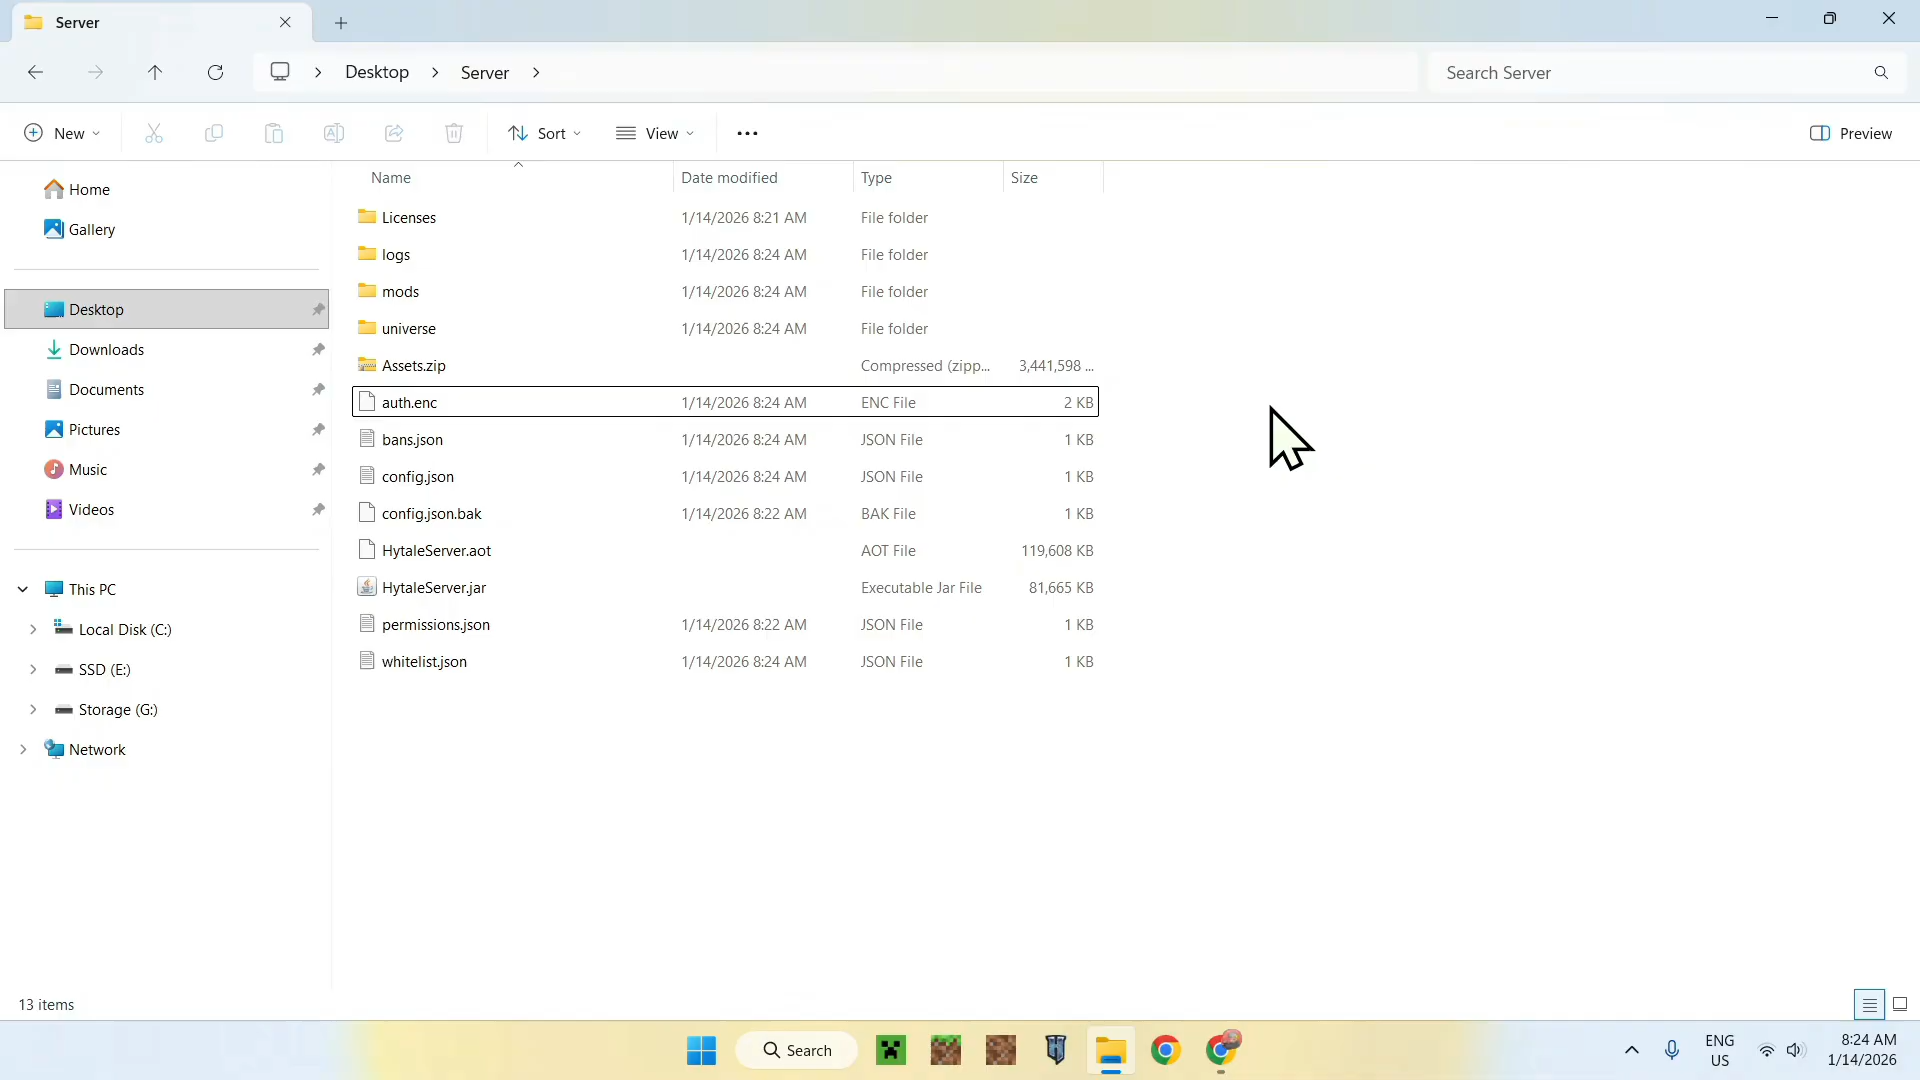 Server
Desktop Server
Search Server
New
Sort
View
Preview
Name Date modified Type Size
Home
Gallery
Desktop
Downloads
Documents
Pictures
Music
Videos
This PC
Local Disk (C:)
SSD (E:)
Storage (G:)
Network
Licenses 1/14/2026 8:21 AM File folder
logs 1/14/2026 8:24 AM File folder
mods 1/14/2026 8:24 AM File folder
universe 1/14/2026 8:24 AM File folder
Assets.zip Compressed (zipp... 3,441,598 ...
auth.enc 1/14/2026 8:24 AM ENC File 2 KB
bans.json 1/14/2026 8:24 AM JSON File 1 KB
config.json 1/14/2026 8:24 AM JSON File 1 KB
config.json.bak 1/14/2026 8:22 AM BAK File 1 KB
HytaleServer.aot AOT File 119,608 KB
HytaleServer.jar Executable Jar File 81,665 KB
permissions.json 1/14/2026 8:22 AM JSON File 1 KB
whitelist.json 1/14/2026 8:24 AM JSON File 1 KB
13 items
Search
ENG
US
8:24 AM
1/14/2026